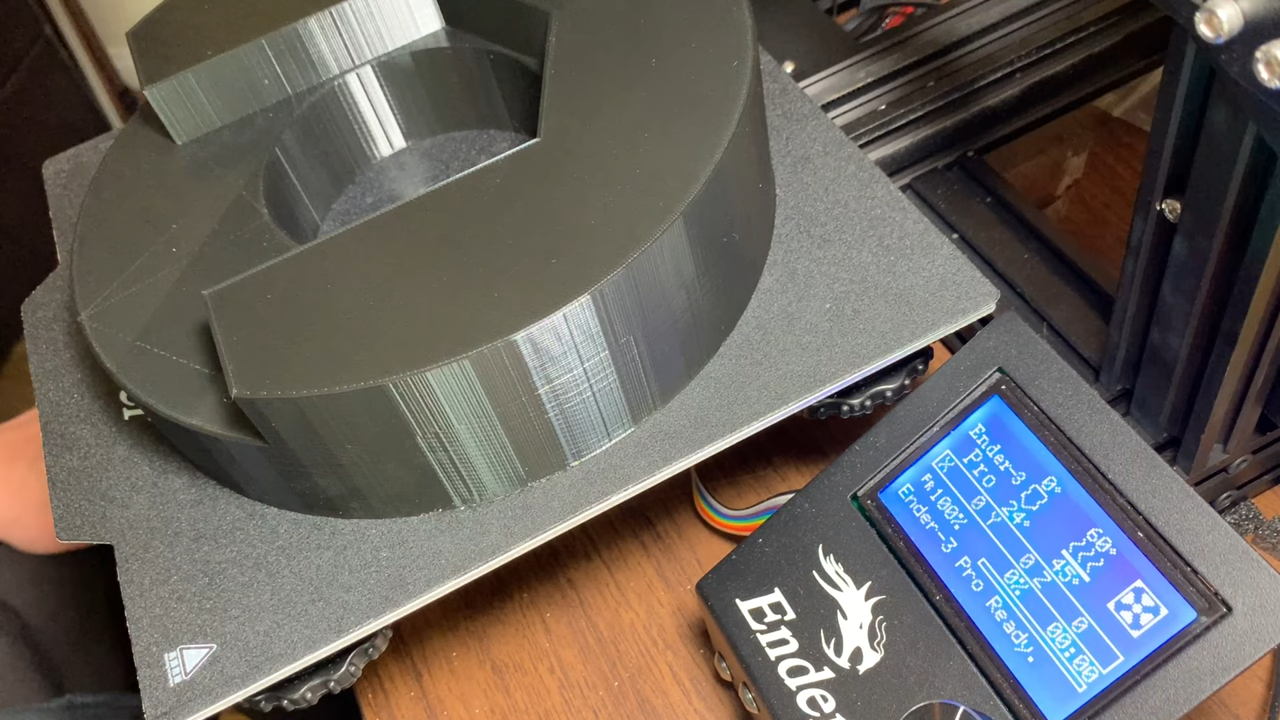 Ender-3
Pro
0°
24°
60°
45°
X 0 Y 0 Z 0
FR100% 0% 00:00
Ender-3 Pro Ready.
Ender